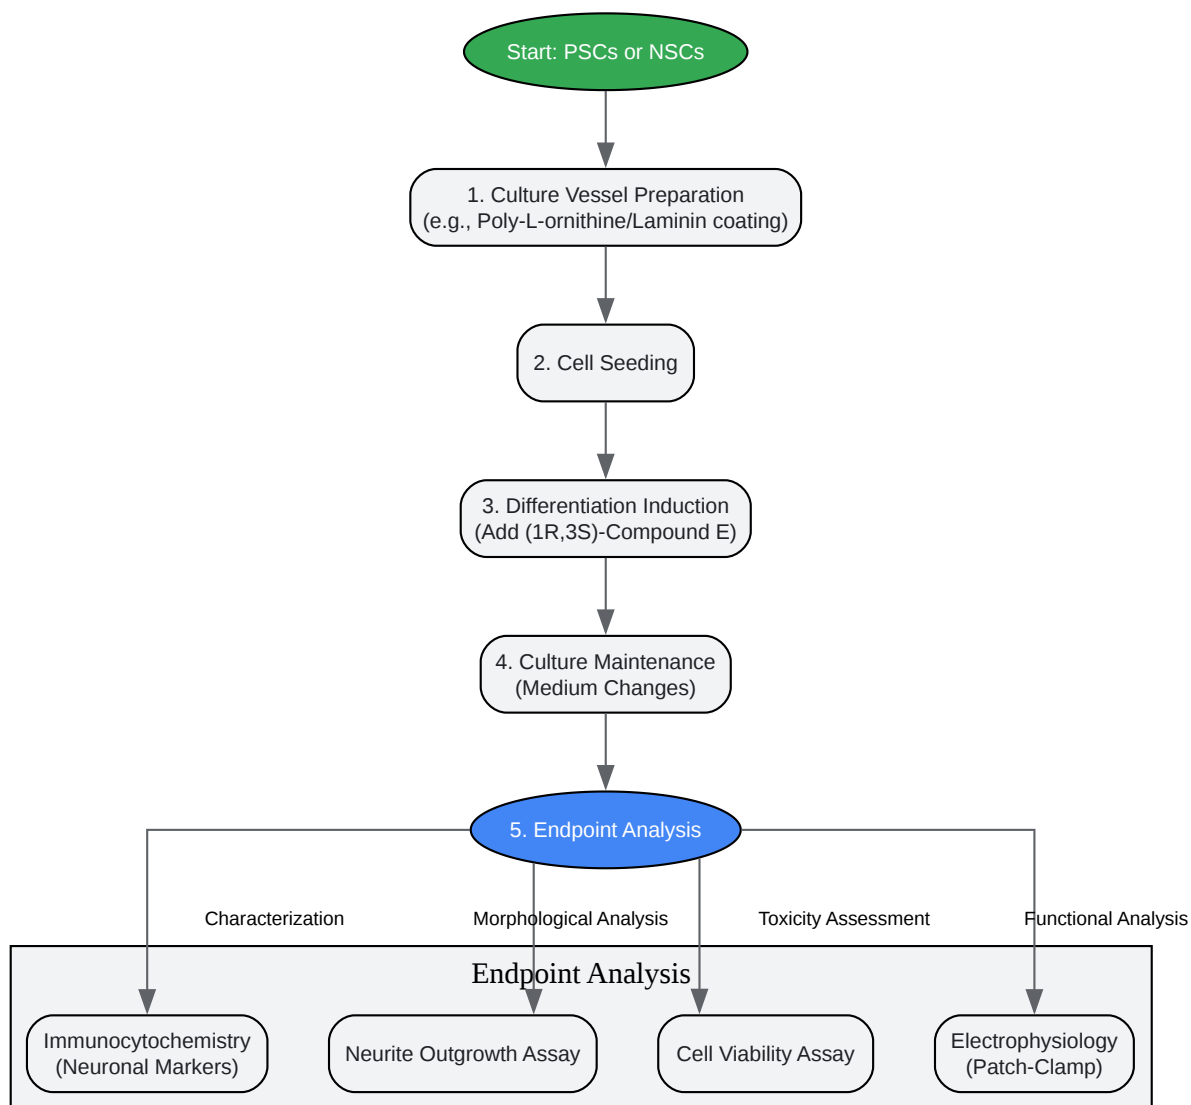 Start: PSCs or NSCs
1. Culture Vessel Preparation
(e.g., Poly-L-ornithine/Laminin coating)
2. Cell Seeding
3. Differentiation Induction
(Add (1R,3S)-Compound E)
4. Culture Maintenance
(Medium Changes)
5. Endpoint Analysis
Characterization
Morphological Analysis
Toxicity Assessment
Functional Analysis
Endpoint Analysis
Immunocytochemistry
(Neuronal Markers)
Neurite Outgrowth Assay
Cell Viability Assay
Electrophysiology
(Patch-Clamp)